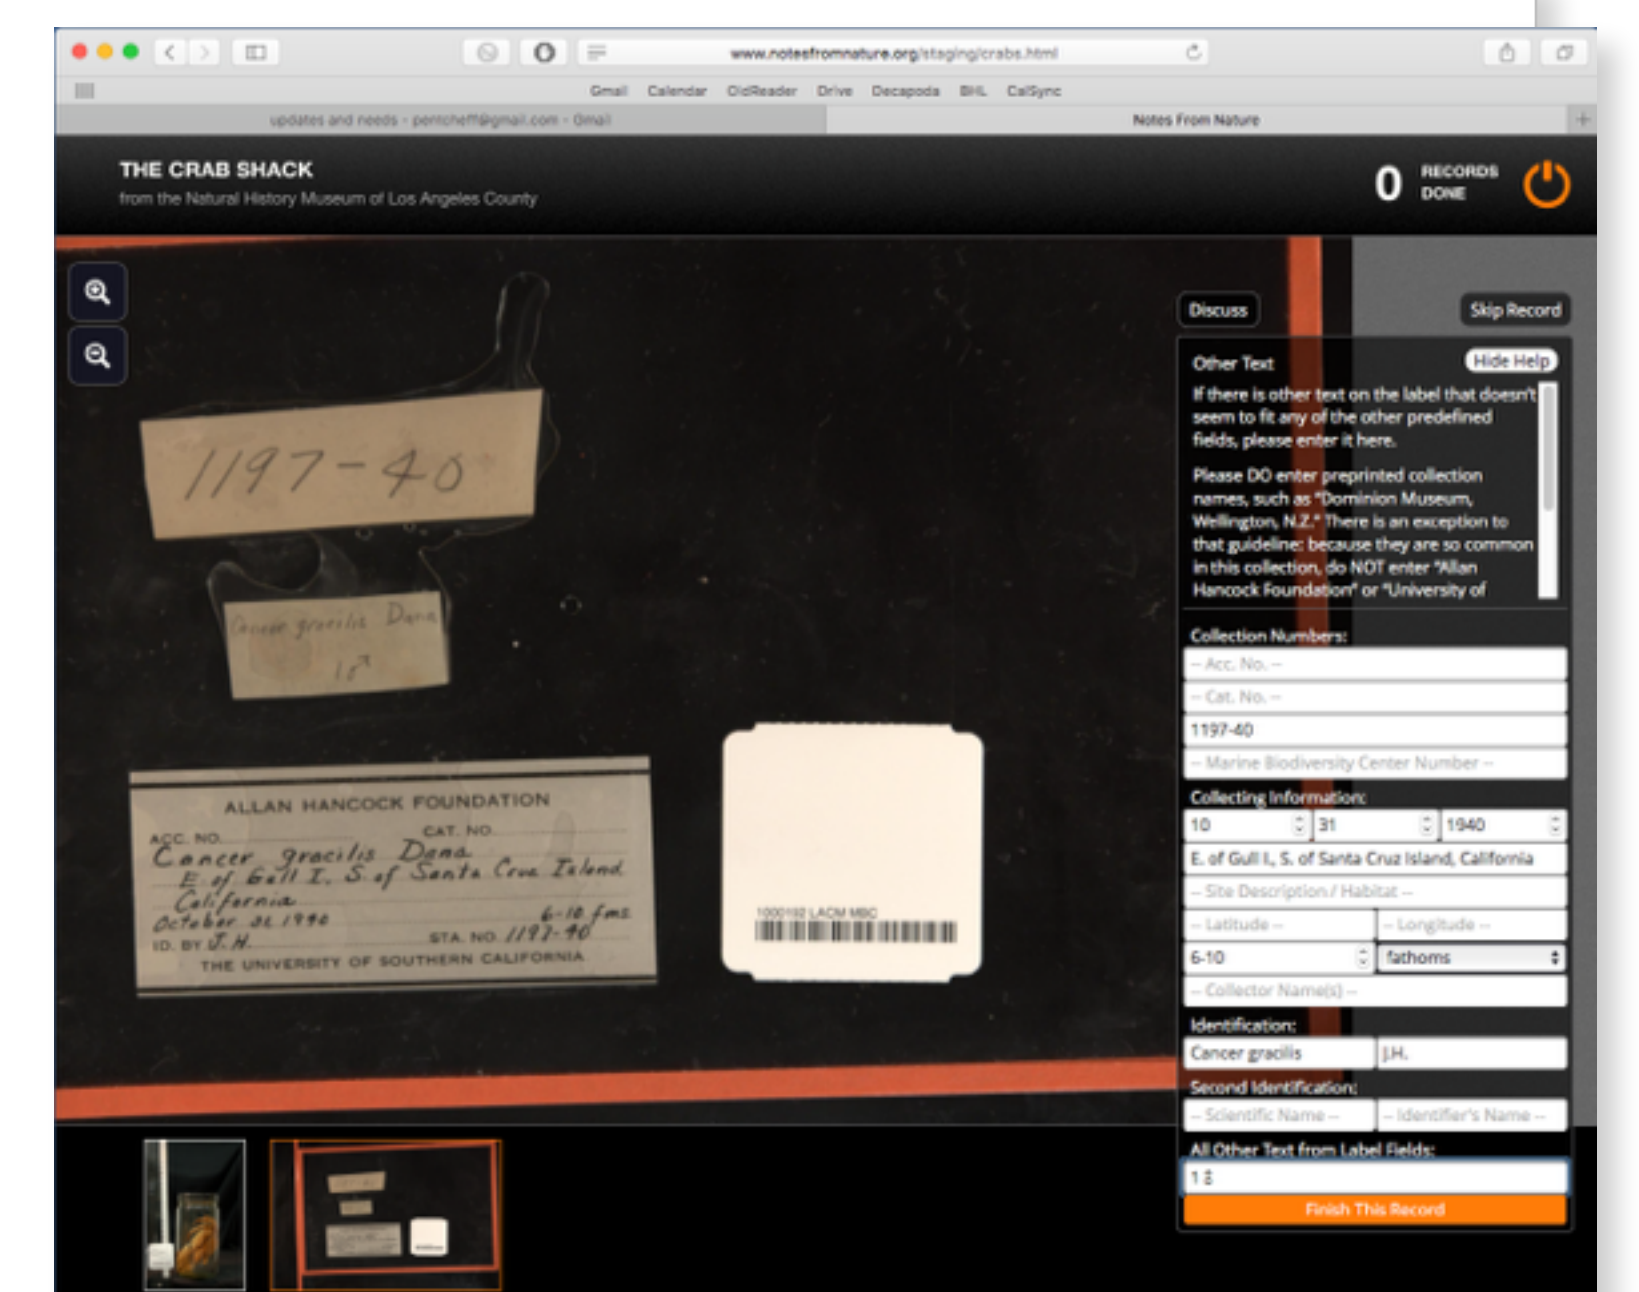 www.notesfromnature.org/staging/crabs.html
Gmail Calendar OldReader Drive Decapoda BHL CalSync
updates and needs - pentcheff@gmail.com - Gmail
Notes From Nature
THE CRAB SHACK
from the Natural History Museum of Los Angeles County
0 RECORDS
DONE
Discuss
Skip Record
Other Text
Hide Help
If there is other text on the label that doesn't
seem to fit any of the other predefined
fields, please enter it here.
Please DO enter preprinted collection
names, such as "Dominion Museum,
Wellington, N.Z." There is an exception to
that guideline: because they are so common
in this collection, do NOT enter "Allan
Hancock Foundation" or "University of
Collection Numbers:
-- Acc. No. --
-- Cat. No. --
1197-40
-- Marine Biodiversity Center Number --
Collecting Information:
10 31 1940
E. of Gull I., S. of Santa Cruz Island, California
-- Site Description / Habitat --
-- Latitude -- -- Longitude --
6-10 fathoms
-- Collector Name(s) --
Identification:
Cancer gracilis J.H.
Second Identification:
-- Scientific Name -- -- Identifier's Name --
All Other Text from Label Fields:
1
Finish This Record
1197-40
Cancer gracilis Dana
1♂
ALLAN HANCOCK FOUNDATION
ACC. NO. CAT. NO.
Cancer gracilis Dana
E. of Gull I. S. of Santa Cruz Island
California
October 31 1940 6-10 fms
ID. BY J.H. STA. NO. 1197-40
THE UNIVERSITY OF SOUTHERN CALIFORNIA
1000192 LACM MBC